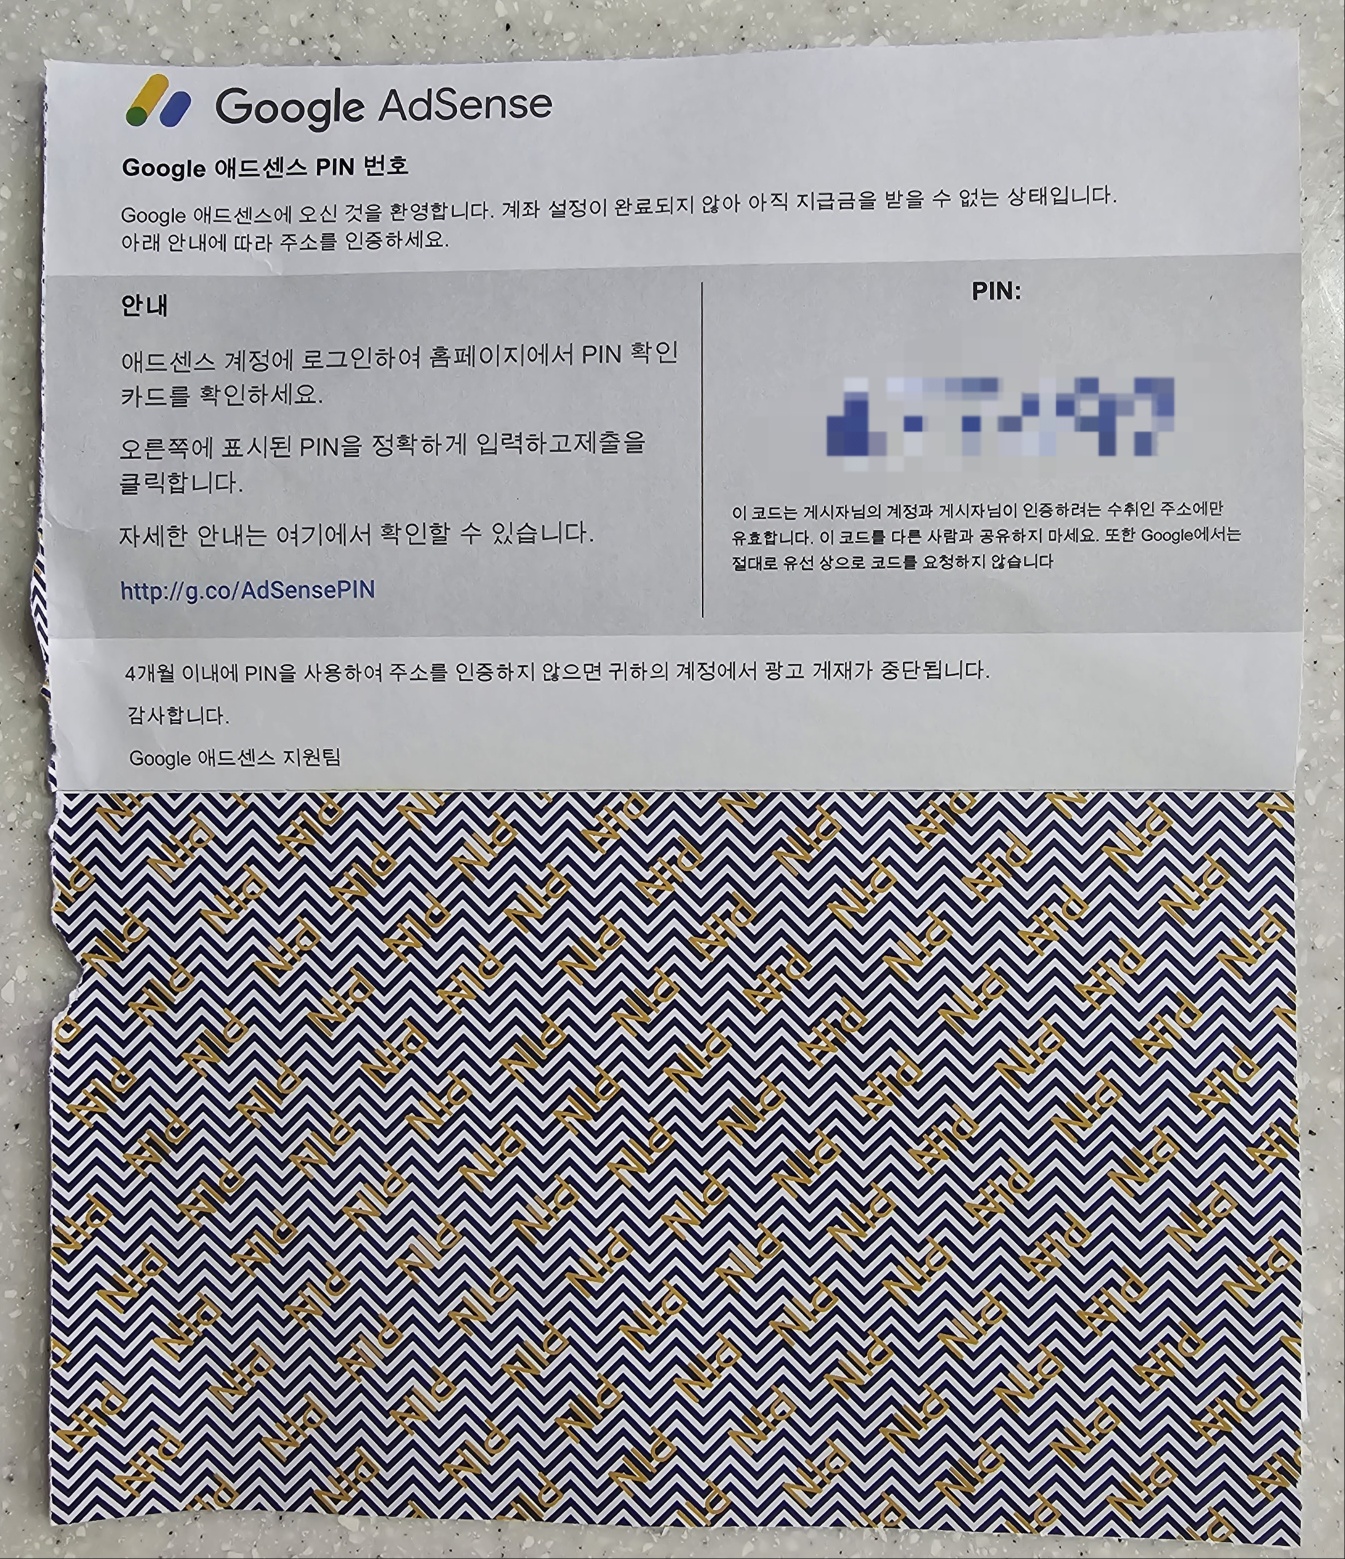 Google AdSense
Google 애드센스 PIN 번호
Google 애드센스에 오신 것을 환영합니다. 계좌 설정이 완료되지 않아 아직 지급금을 받을 수 없는 상태입니다.
아래 안내에 따라 주소를 인증하세요.
안내
애드센스 계정에 로그인하여 홈페이지에서 PIN 확인
카드를 확인하세요.
오른쪽에 표시된 PIN을 정확하게 입력하고제출을
클릭합니다.
자세한 안내는 여기에서 확인할 수 있습니다.
http://g.co/AdSensePIN
PIN:
이 코드는 게시자님의 계정과 게시자님이 인증하려는 수취인 주소에만
유효합니다. 이 코드를 다른 사람과 공유하지 마세요. 또한 Google에서는
절대로 유선 상으로 코드를 요청하지 않습니다
4개월 이내에 PIN을 사용하여 주소를 인증하지 않으면 귀하의 계정에서 광고 게재가 중단됩니다.
감사합니다.
Google 애드센스 지원팀